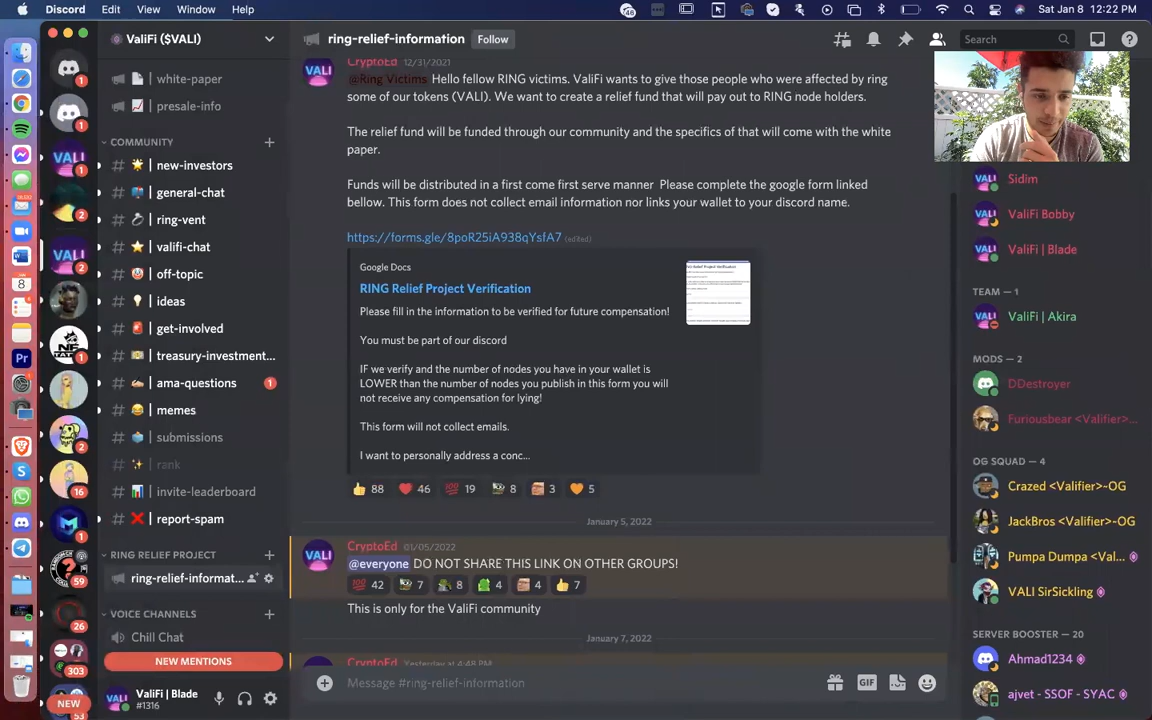 Discord Edit View Window Help
Sat Jan 8 12:22 PM
ValiFi ($VALI)
white-paper
presale-info
COMMUNITY
new-investors
general-chat
ring-vent
valifi-chat
off-topic
ideas
get-involved
treasury-investment...
ama-questions 1
memes
submissions
rank
invite-leaderboard
report-spam
RING RELIEF PROJECT
ring-relief-informat...
VOICE CHANNELS
Chill Chat
NEW MENTIONS
ValiFi | Blade
#1316
ring-relief-information Follow
Search
CryptoEd 12/31/2021
@Ring Victims Hello fellow RING victims. ValiFi wants to give those people who were affected by ring
some of our tokens (VALI). We want to create a relief fund that will pay out to RING node holders.
The relief fund will be funded through our community and the specifics of that will come with the white
paper.
Funds will be distributed in a first come first serve manner Please complete the google form linked
bellow. This form does not collect email information nor links your wallet to your discord name.
https://forms.gle/8poR25iA938qYsfA7 (edited)
Google Docs
RING Relief Project Verification
Please fill in the information to be verified for future compensation!
You must be part of our discord
IF we verify and the number of nodes you have in your wallet is
LOWER than the number of nodes you publish in this form you will
not receive any compensation for lying!
This form will not collect emails.
I want to personally address a conc...
88 46 19 8 3 5
January 5, 2022
CryptoEd 01/05/2022
@everyone DO NOT SHARE THIS LINK ON OTHER GROUPS!
42 7 8 4 4 7
This is only for the ValiFi community
January 7, 2022
CryptoEd Yesterday at 4:48 PM
Message #ring-relief-information
GIF
Sidim
ValiFi Bobby
ValiFi | Blade
TEAM — 1
ValiFi | Akira
MODS — 2
DDestroyer
Furiousbear <Valifier>...
OG SQUAD — 4
Crazed <Valifier>-OG
JackBros <Valifier>-OG
Pumpa Dumpa <Val...
VALI SirSickling
SERVER BOOSTER — 20
Ahmad1234
ajvet - SSOF - SYAC